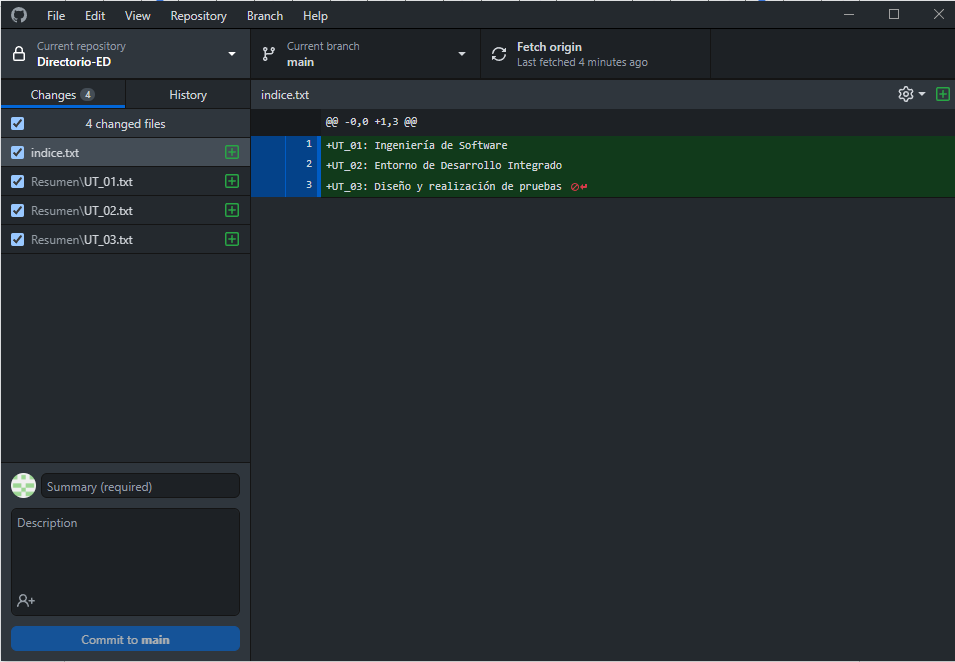 File Edit View Repository Branch Help
Current repository
Directorio-ED
Current branch
main
Fetch origin
Last fetched 4 minutes ago
Changes 4
History
4 changed files
indice.txt
Resumen\UT_01.txt
Resumen\UT_02.txt
Resumen\UT_03.txt
Summary (required)
Description
Commit to main
indice.txt
@@ -0,0 +1,3 @@
1 +UT_01: Ingeniería de Software
2 +UT_02: Entorno de Desarrollo Integrado
3 +UT_03: Diseño y realización de pruebas